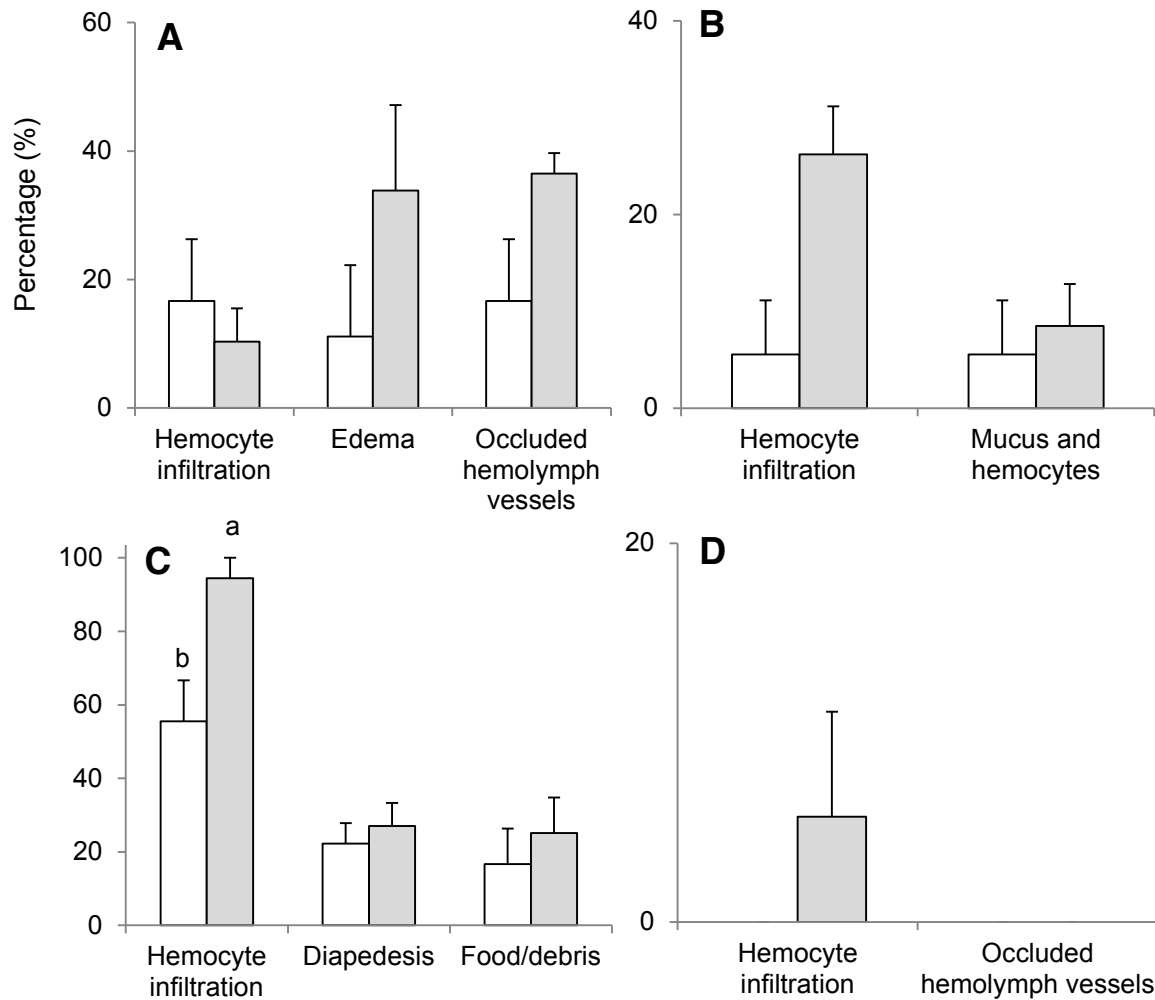 60
A
40
20
0
Percentage (%)
Hemocyte
infiltration
Edema
Occluded
hemolymph
vessels
40
B
20
0
Hemocyte
infiltration
Mucus and
hemocytes
100
C
80
60
40
20
0
b
a
Hemocyte
infiltration
Diapedesis
Food/debris
20
D
0
Hemocyte
infiltration
Occluded
hemolymph vessels